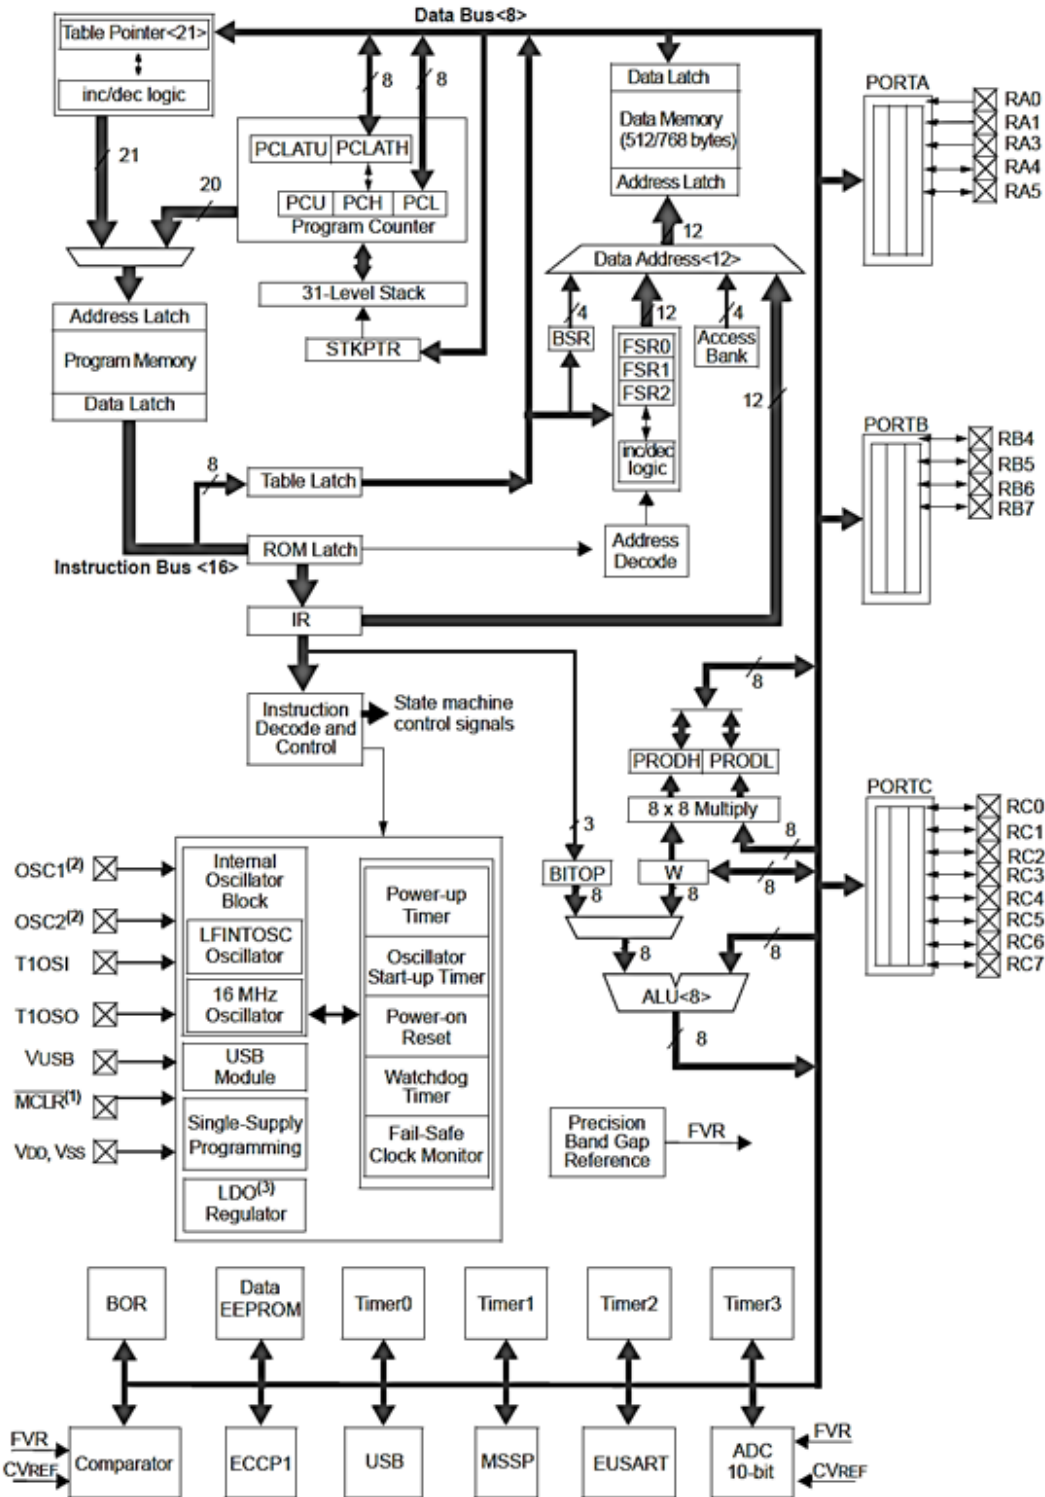 Data Bus<8>
Table Pointer<21>
inc/dec logic
21
20
8
8
PCLATU PCLATH
PCU PCH PCL
Program Counter
31-Level Stack
STKPTR
Address Latch
Program Memory
Data Latch
8
Table Latch
ROM Latch
Instruction Bus <16>
IR
Data Latch
Data Memory
(512/768 bytes)
Address Latch
12
Data Address<12>
4
12
4
BSR
FSR0
FSR1
FSR2
inc/dec
logic
Access
Bank
12
Address
Decode
PORTA
RA0
RA1
RA3
RA4
RA5
PORTB
RB4
RB5
RB6
RB7
PORTC
RC0
RC1
RC2
RC3
RC4
RC5
RC6
RC7
Instruction
Decode and
Control
State machine
control signals
8
PRODH PRODL
8 x 8 Multiply
3
8
BITOP
W
8
8
8
8
8
ALU<8>
8
OSC1(2)
OSC2(2)
T1OSI
T1OSO
VUSB
MCLR(1)
VDD, VSS
Internal
Oscillator
Block
LFINTOSC
Oscillator
16 MHz
Oscillator
USB
Module
Single-Supply
Programming
LDO(3)
Regulator
Power-up
Timer
Oscillator
Start-up Timer
Power-on
Reset
Watchdog
Timer
Fail-Safe
Clock Monitor
Precision
Band Gap
Reference
FVR
BOR
Data
EEPROM
Timer0
Timer1
Timer2
Timer3
FVR
CVREF
Comparator
ECCP1
USB
MSSP
EUSART
ADC
10-bit
FVR
CVREF